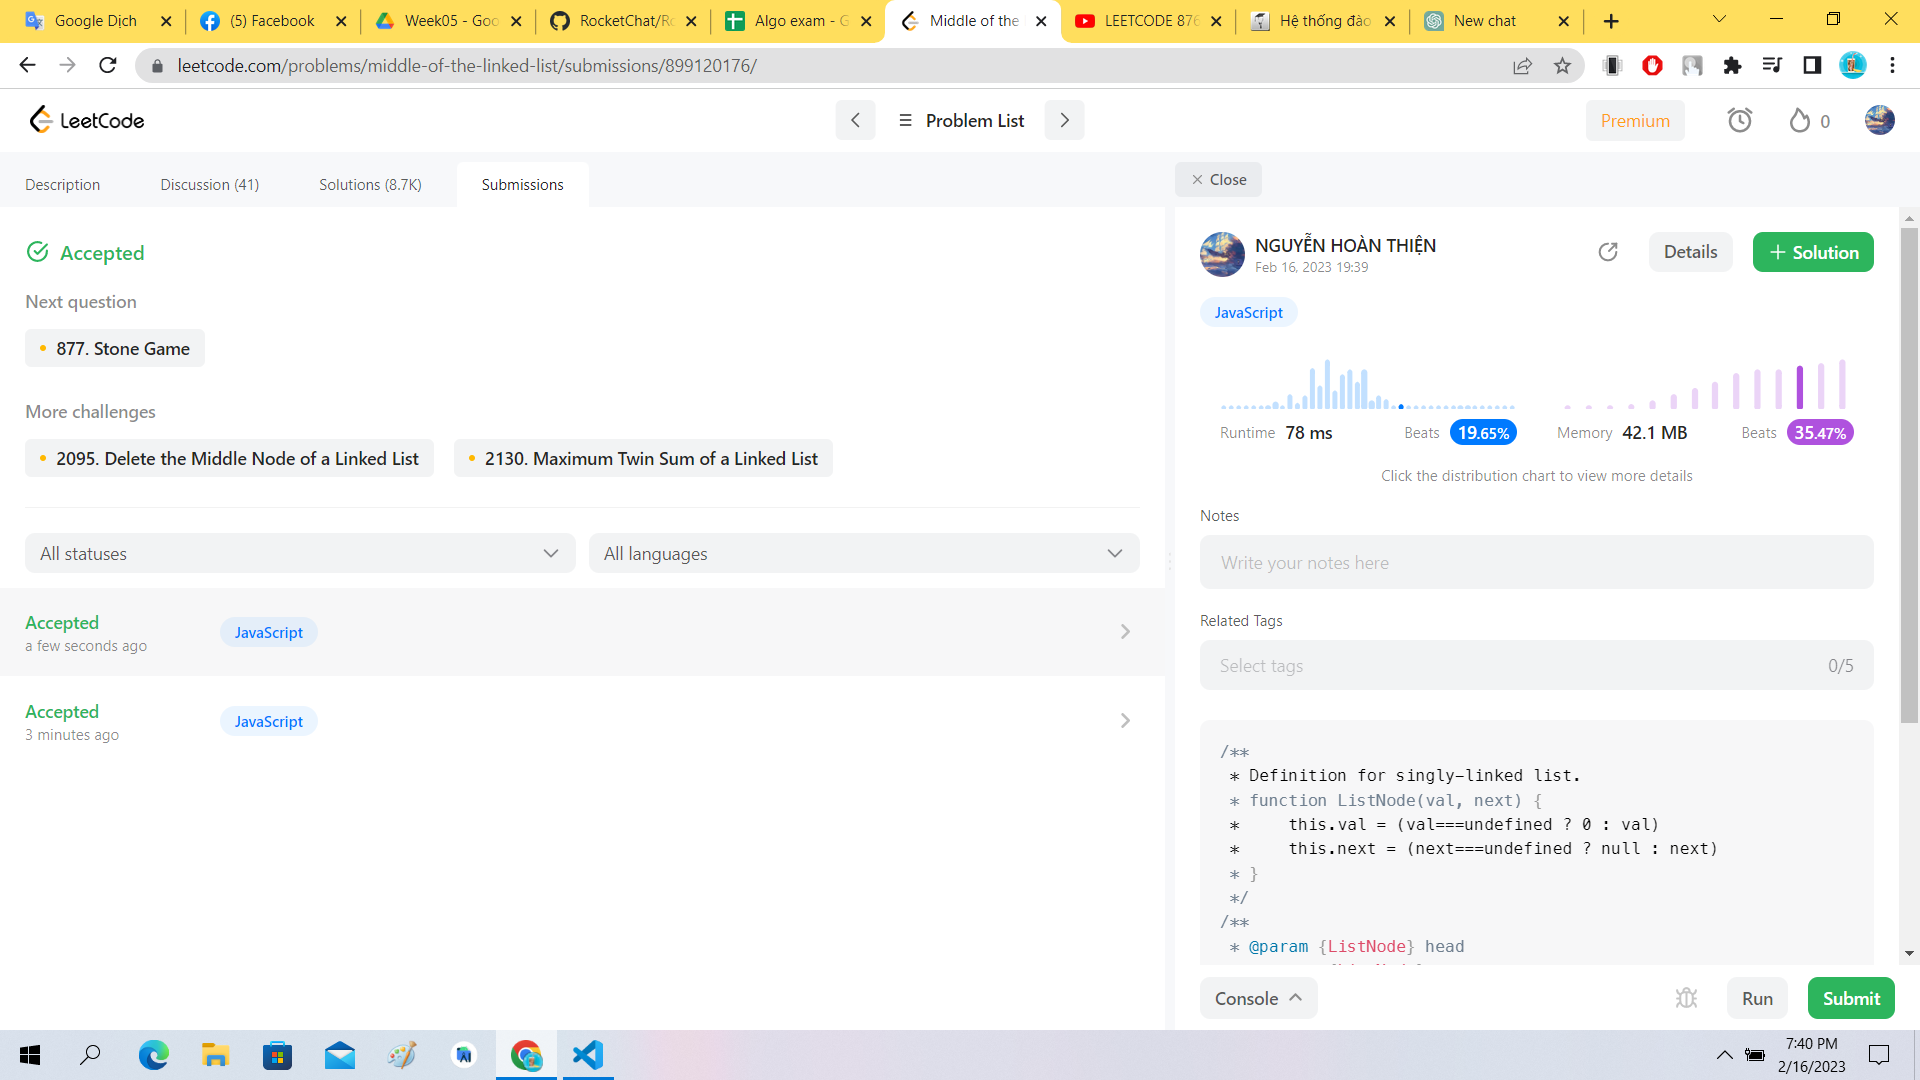 Google Dịch
(5) Facebook
Week05 - Goo
RocketChat/Ro
Algo exam - G
Middle of the
LEETCODE 876
Hệ thống đào
New chat
leetcode.com/problems/middle-of-the-linked-list/submissions/899120176/
LeetCode
Problem List
Premium
0
Description
Discussion (41)
Solutions (8.7K)
Submissions
Close
Accepted
Next question
877. Stone Game
More challenges
2095. Delete the Middle Node of a Linked List
2130. Maximum Twin Sum of a Linked List
All statuses
All languages
Accepted
a few seconds ago
JavaScript
Accepted
3 minutes ago
JavaScript
NGUYỄN HOÀN THIỆN
Feb 16, 2023 19:39
Details
+ Solution
JavaScript
Runtime 78 ms
Beats 19.65%
Memory 42.1 MB
Beats 35.47%
Click the distribution chart to view more details
Notes
Write your notes here
Related Tags
Select tags
0/5
/**
* Definition for singly-linked list.
* function ListNode(val, next) {
*     this.val = (val===undefined ? 0 : val)
*     this.next = (next===undefined ? null : next)
* }
*/
/**
* @param {ListNode} head
Console
Run
Submit
7:40 PM
2/16/2023